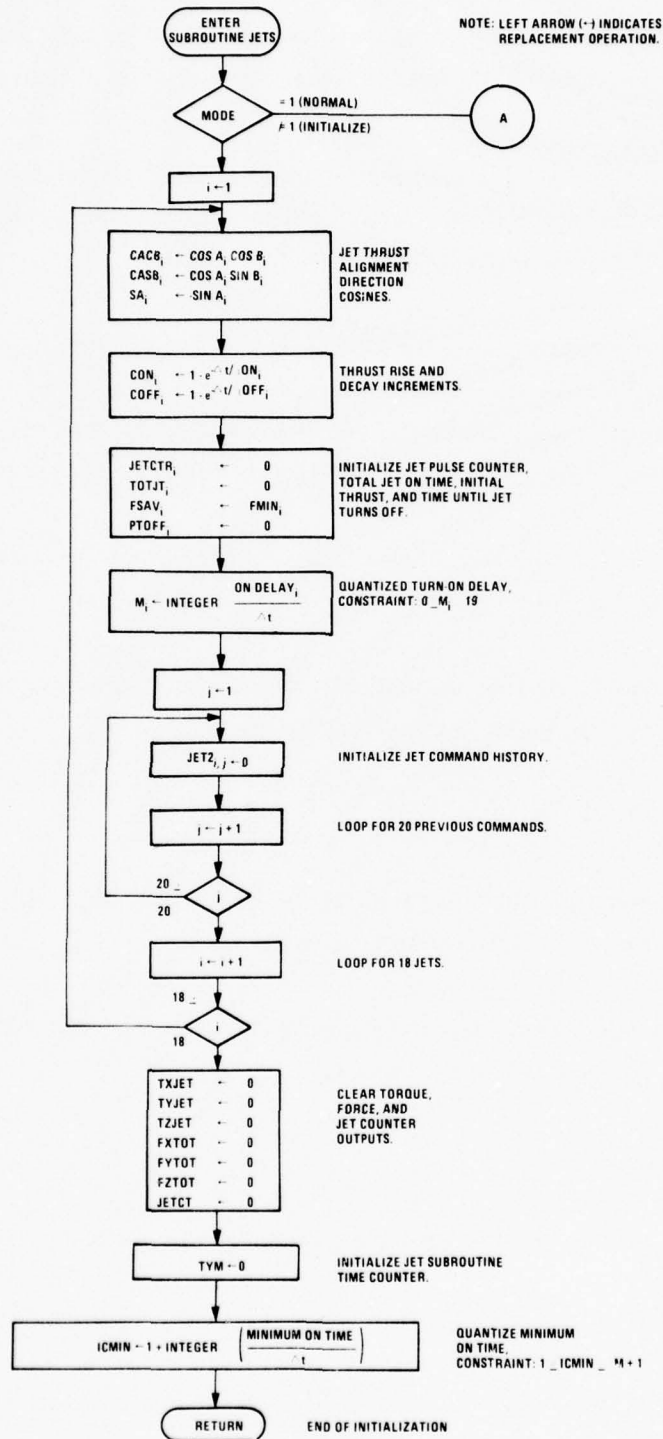 ENTER
SUBROUTINE JETS
NOTE: LEFT ARROW (←) INDICATES
REPLACEMENT OPERATION.
MODE
= 1 (NORMAL)
≠ 1 (INITIALIZE)
A
i ← 1
CACB_i ← COS A_i COS B_i
CASB_i ← COS A_i SIN B_i
SA_i ← SIN A_i
JET THRUST
ALIGNMENT
DIRECTION
COSINES.
CON_i ← 1 - e^-△t/ ON_i
COFF_i ← 1 - e^-△t/ OFF_i
THRUST RISE AND
DECAY INCREMENTS.
JETCTR_i ← 0
TOTJT_i ← 0
FSAV_i ← FMIN_i
PTOFF_i ← 0
INITIALIZE JET PULSE COUNTER,
TOTAL JET ON TIME, INITIAL
THRUST, AND TIME UNTIL JET
TURNS OFF.
M_i ← INTEGER ON DELAY_i
△t
QUANTIZED TURN-ON DELAY,
CONSTRAINT: 0 _ M_i 19
j ← 1
JET2_i,j ← 0
INITIALIZE JET COMMAND HISTORY.
j ← j + 1
LOOP FOR 20 PREVIOUS COMMANDS.
20 _
20
j
i ← i + 1
LOOP FOR 18 JETS.
18 _
18
i
TXJET ← 0
TYJET ← 0
TZJET ← 0
FXTOT ← 0
FYTOT ← 0
FZTOT ← 0
JETCT ← 0
CLEAR TORQUE,
FORCE, AND
JET COUNTER
OUTPUTS.
TYM ← 0
INITIALIZE JET SUBROUTINE
TIME COUNTER.
ICMIN ← 1 + INTEGER (MINIMUM ON TIME
△t)
QUANTIZE MINIMUM
ON TIME,
CONSTRAINT: 1 _ ICMIN _ M + 1
RETURN
END OF INITIALIZATION